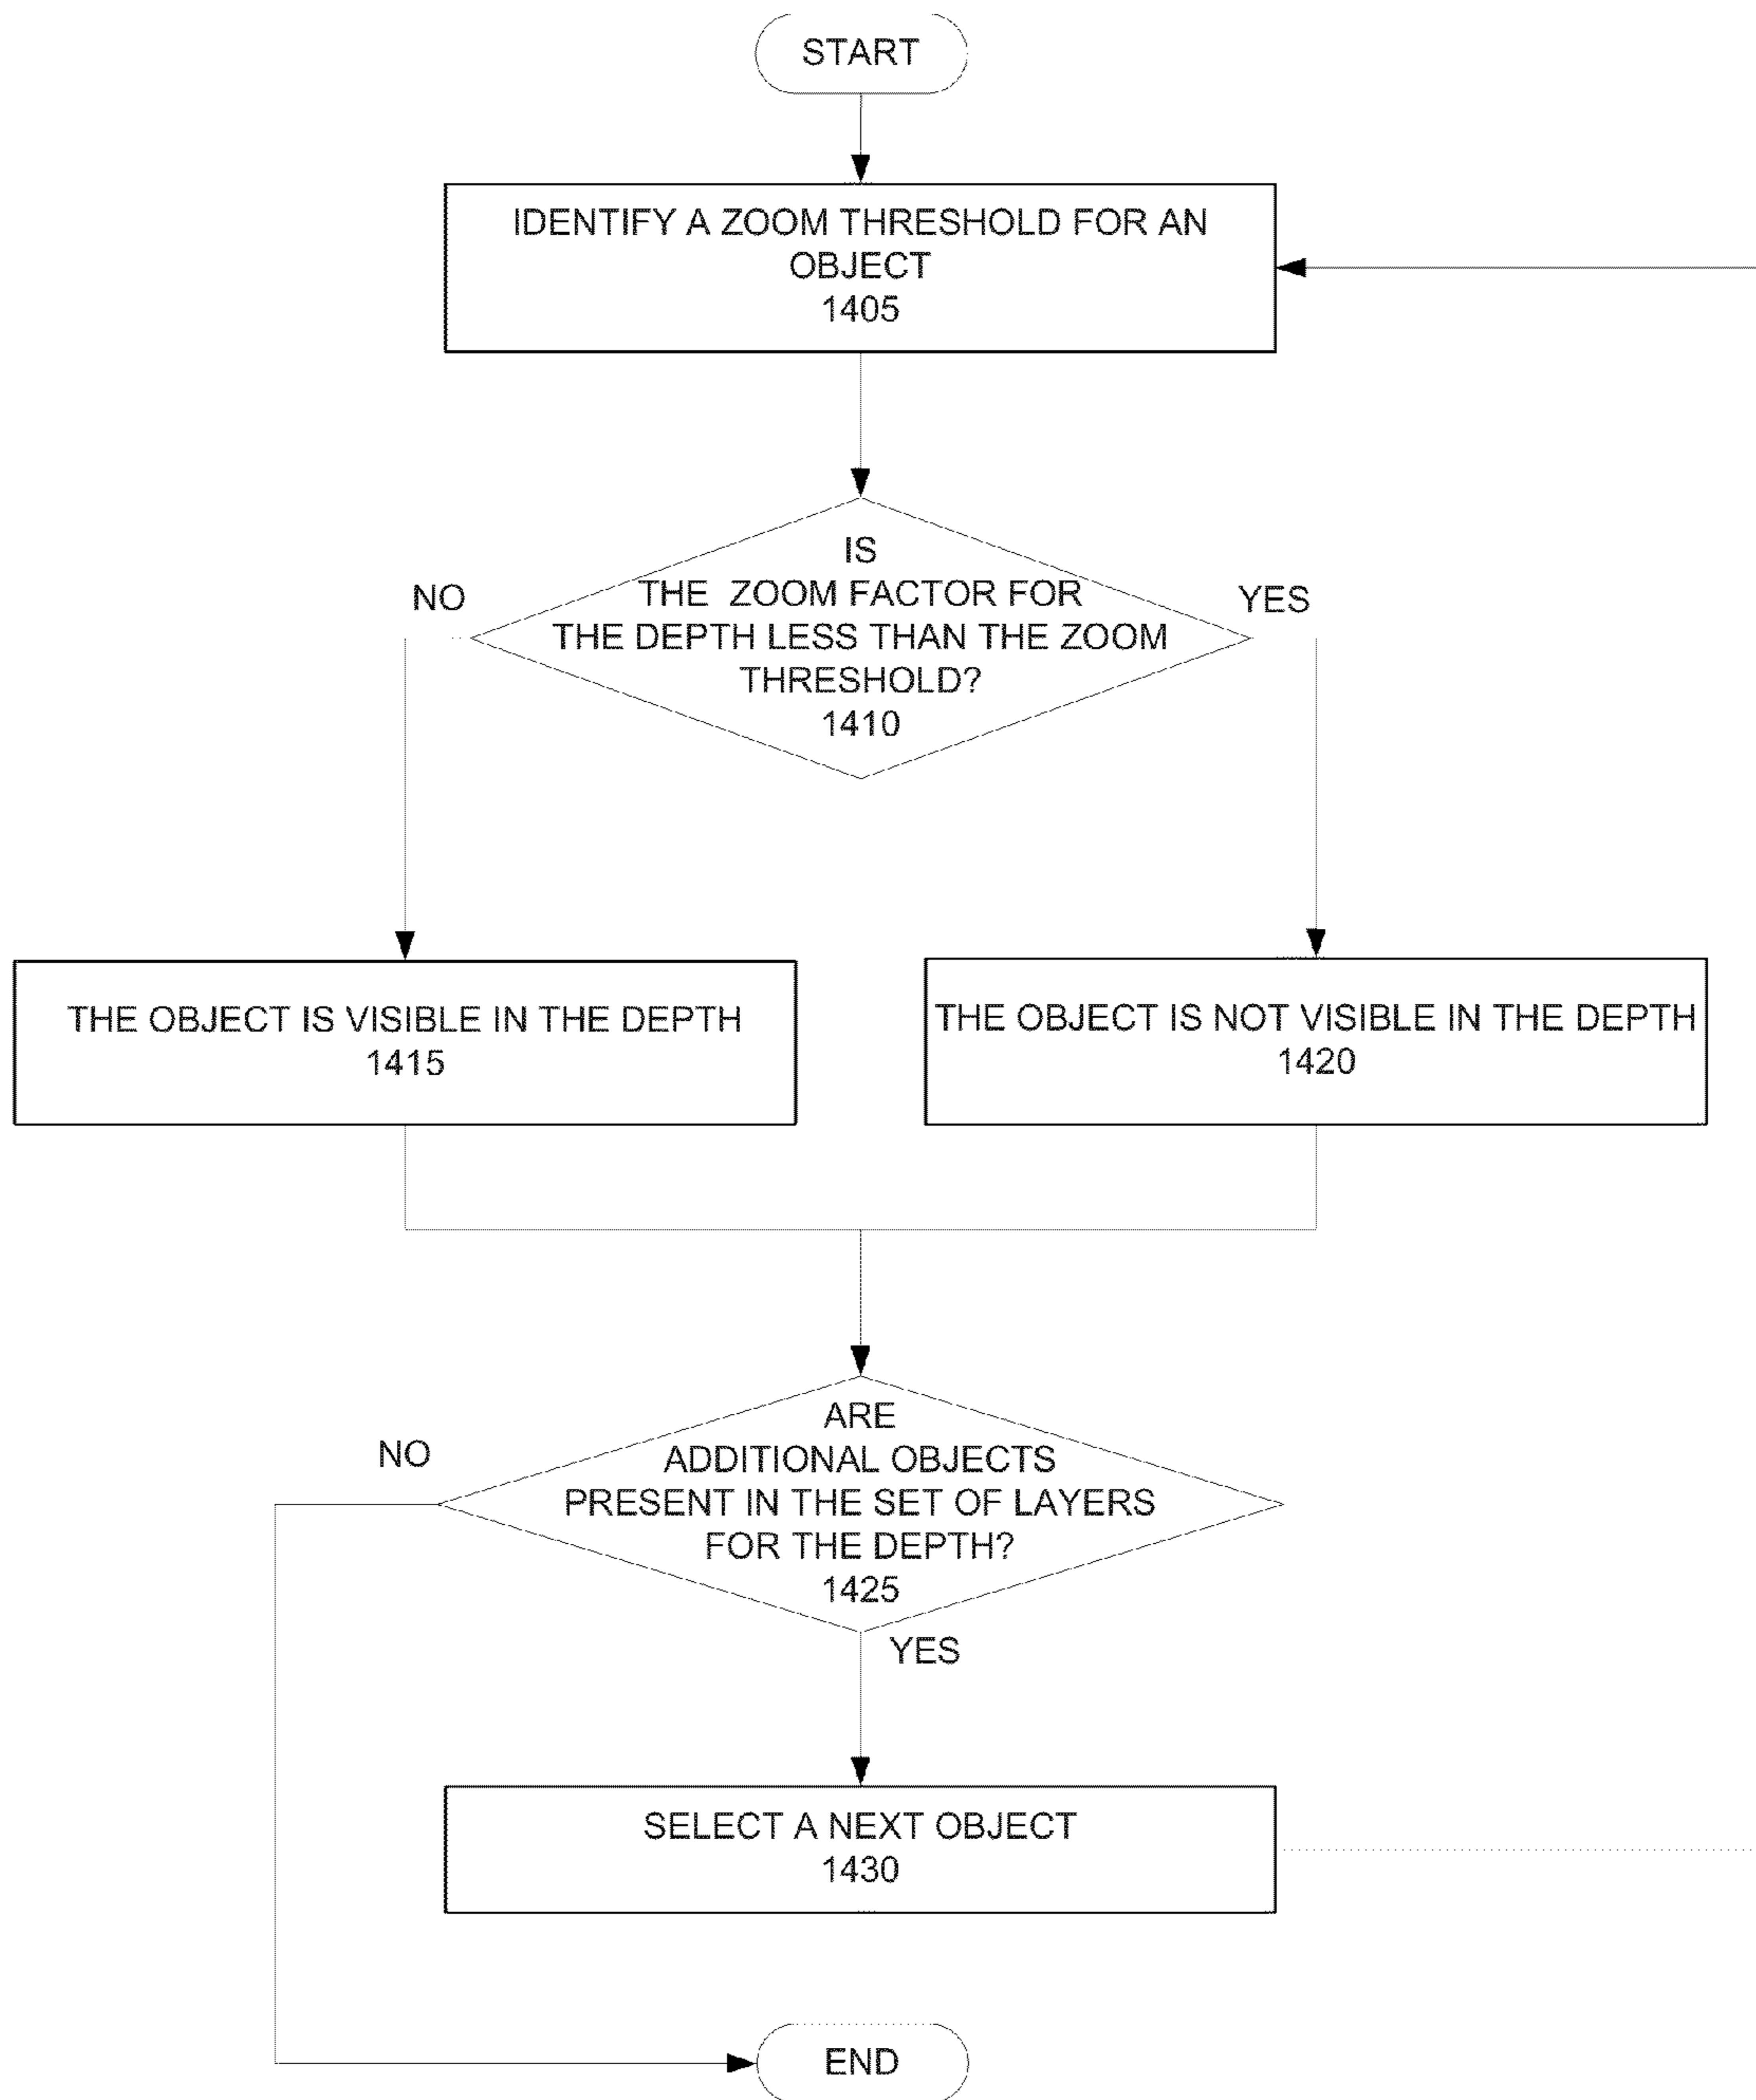 START
IDENTIFY A ZOOM THRESHOLD FOR AN
OBJECT
1405
IS
THE ZOOM FACTOR FOR
THE DEPTH LESS THAN THE ZOOM
THRESHOLD?
1410
NO
YES
THE OBJECT IS VISIBLE IN THE DEPTH
1415
THE OBJECT IS NOT VISIBLE IN THE DEPTH
1420
ARE
ADDITIONAL OBJECTS
PRESENT IN THE SET OF LAYERS
FOR THE DEPTH?
1425
NO
YES
SELECT A NEXT OBJECT
1430
END